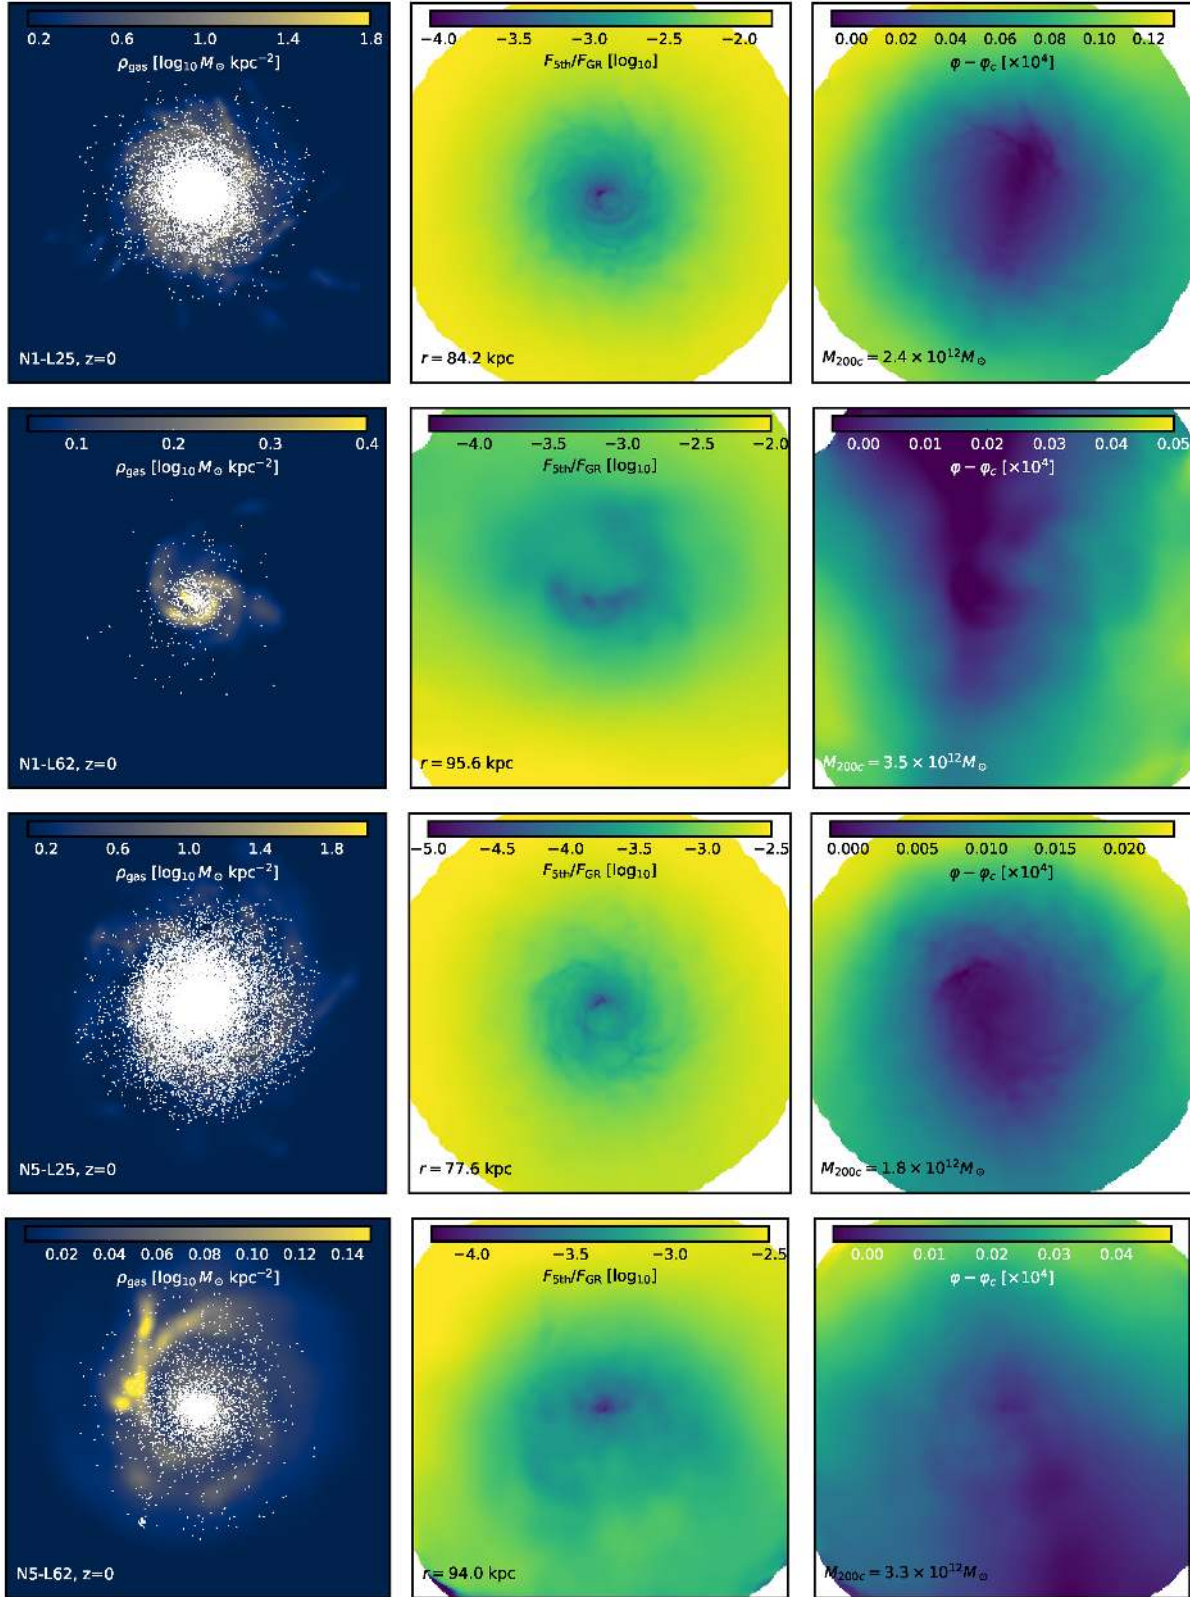 0.2 0.6 1.0 1.4 1.8
ρgas [log₁₀ M⊙ kpc⁻²]
N1-L25, z=0
−4.0 −3.5 −3.0 −2.5 −2.0
F5th/FGR [log₁₀]
r = 84.2 kpc
0.00 0.02 0.04 0.06 0.08 0.10 0.12
φ − φc [×10⁴]
M200c = 2.4 × 10¹²M⊙
0.1 0.2 0.3 0.4
ρgas [log₁₀ M⊙ kpc⁻²]
N1-L62, z=0
−4.0 −3.5 −3.0 −2.5 −2.0
F5th/FGR [log₁₀]
r = 95.6 kpc
0.00 0.01 0.02 0.03 0.04 0.05
φ − φc [×10⁴]
M200c = 3.5 × 10¹²M⊙
0.2 0.6 1.0 1.4 1.8
ρgas [log₁₀ M⊙ kpc⁻²]
N5-L25, z=0
−5.0 −4.5 −4.0 −3.5 −3.0 −2.5
F5th/FGR [log₁₀]
r = 77.6 kpc
0.000 0.005 0.010 0.015 0.020
φ − φc [×10⁴]
M200c = 1.8 × 10¹²M⊙
0.02 0.04 0.06 0.08 0.10 0.12 0.14
ρgas [log₁₀ M⊙ kpc⁻²]
N5-L62, z=0
−4.0 −3.5 −3.0 −2.5
F5th/FGR [log₁₀]
r = 94.0 kpc
0.00 0.01 0.02 0.03 0.04
φ − φc [×10⁴]
M200c = 3.3 × 10¹²M⊙